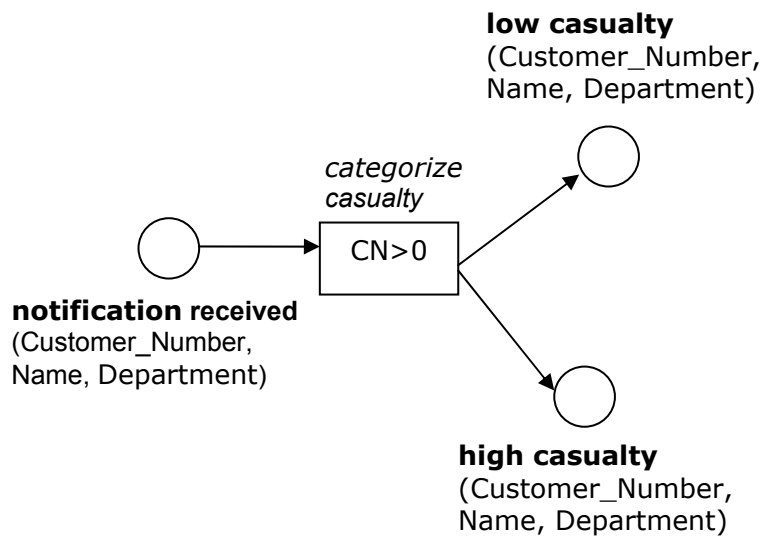 low casualty
(Customer_Number,
Name, Department)
categorize
casualty
CN>0
notification received
(Customer_Number,
Name, Department)
high casualty
(Customer_Number,
Name, Department)